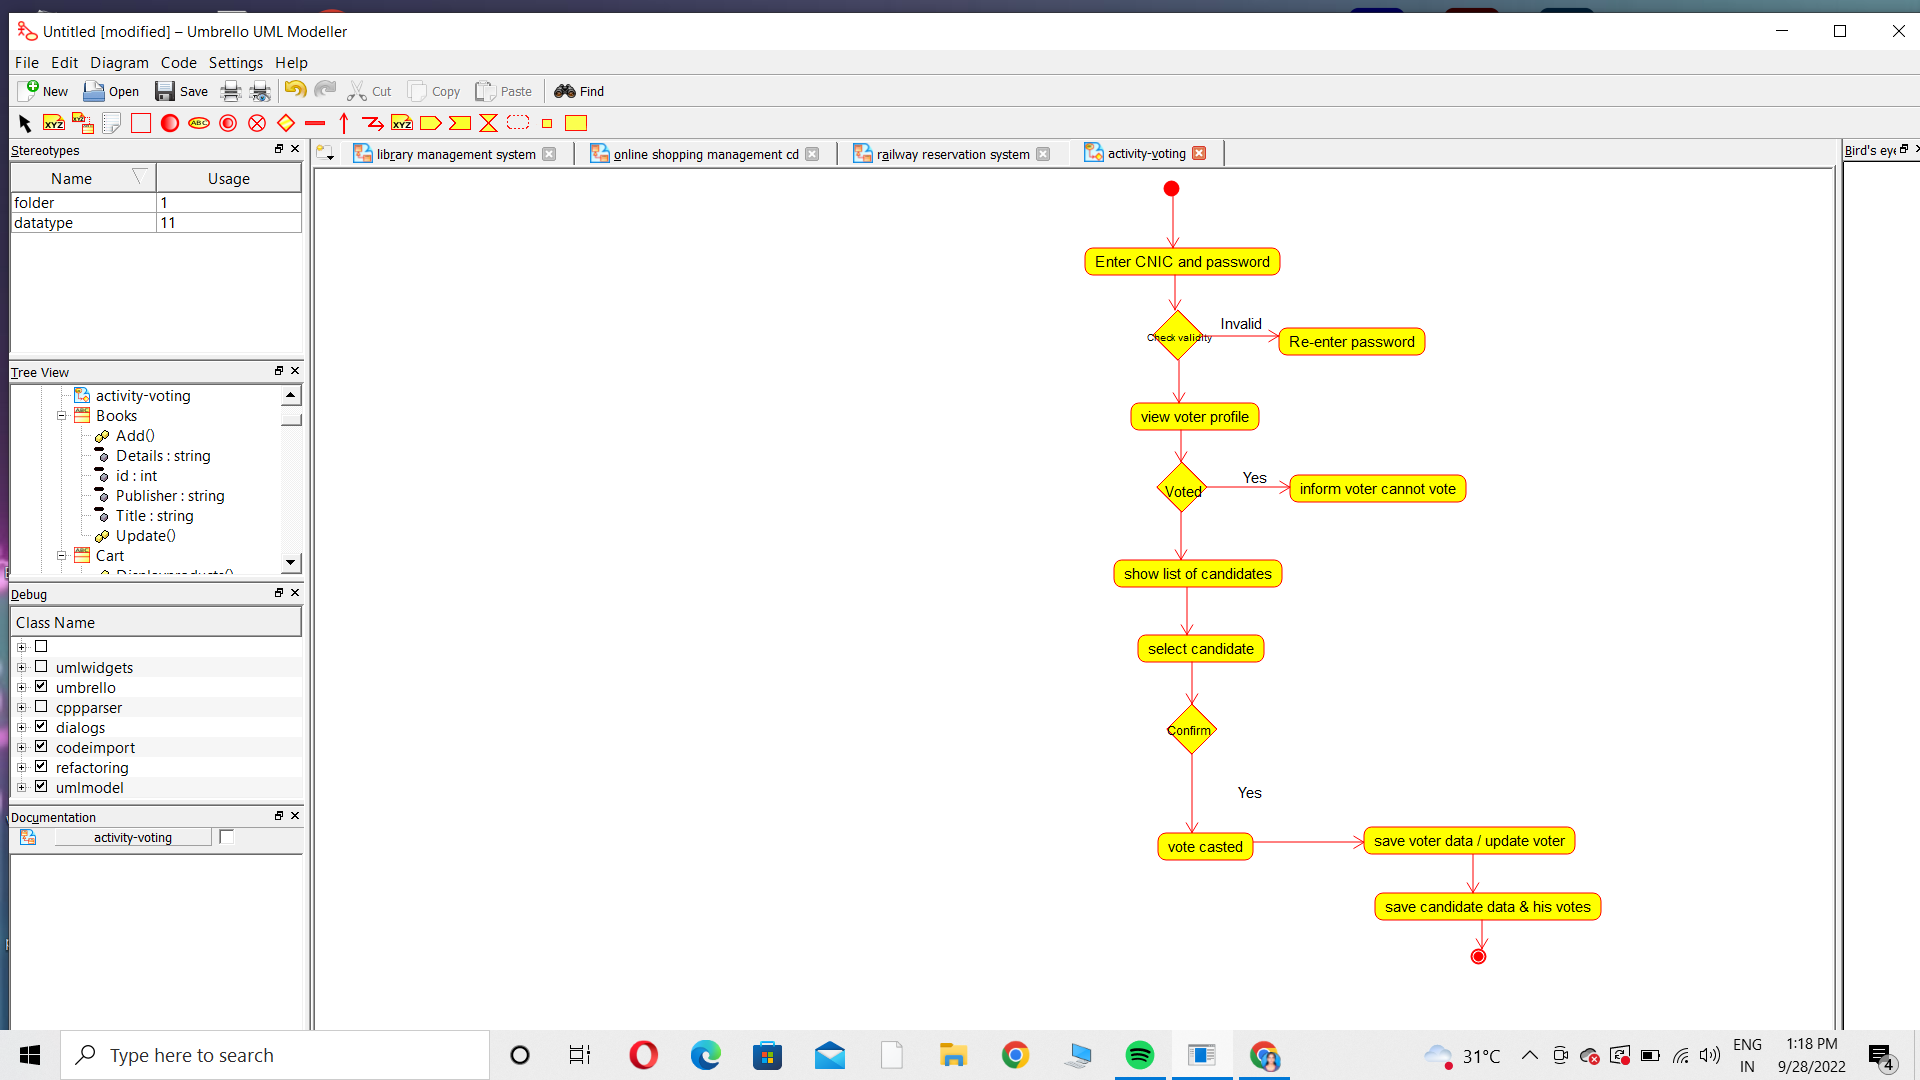 Untitled [modified] – Umbrello UML Modeller
File Edit Diagram Code Settings Help
New Open Save Cut Copy Paste Find
Stereotypes
Name Usage
folder 1
datatype 11
Tree View
activity-voting
Books
Add()
Details : string
id : int
Publisher : string
Title : string
Update()
Cart
Debug
Class Name
umlwidgets
umbrello
cppparser
dialogs
codeimport
refactoring
umlmodel
Documentation
activity-voting
library management system
online shopping management cd
railway reservation system
activity-voting
Bird's eye
Enter CNIC and password
Check validity
Invalid
Re-enter password
view voter profile
Voted
Yes
inform voter cannot vote
show list of candidates
select candidate
Confirm
Yes
vote casted
save voter data / update voter
save candidate data & his votes
Type here to search
31°C
ENG
IN
1:18 PM
9/28/2022
4